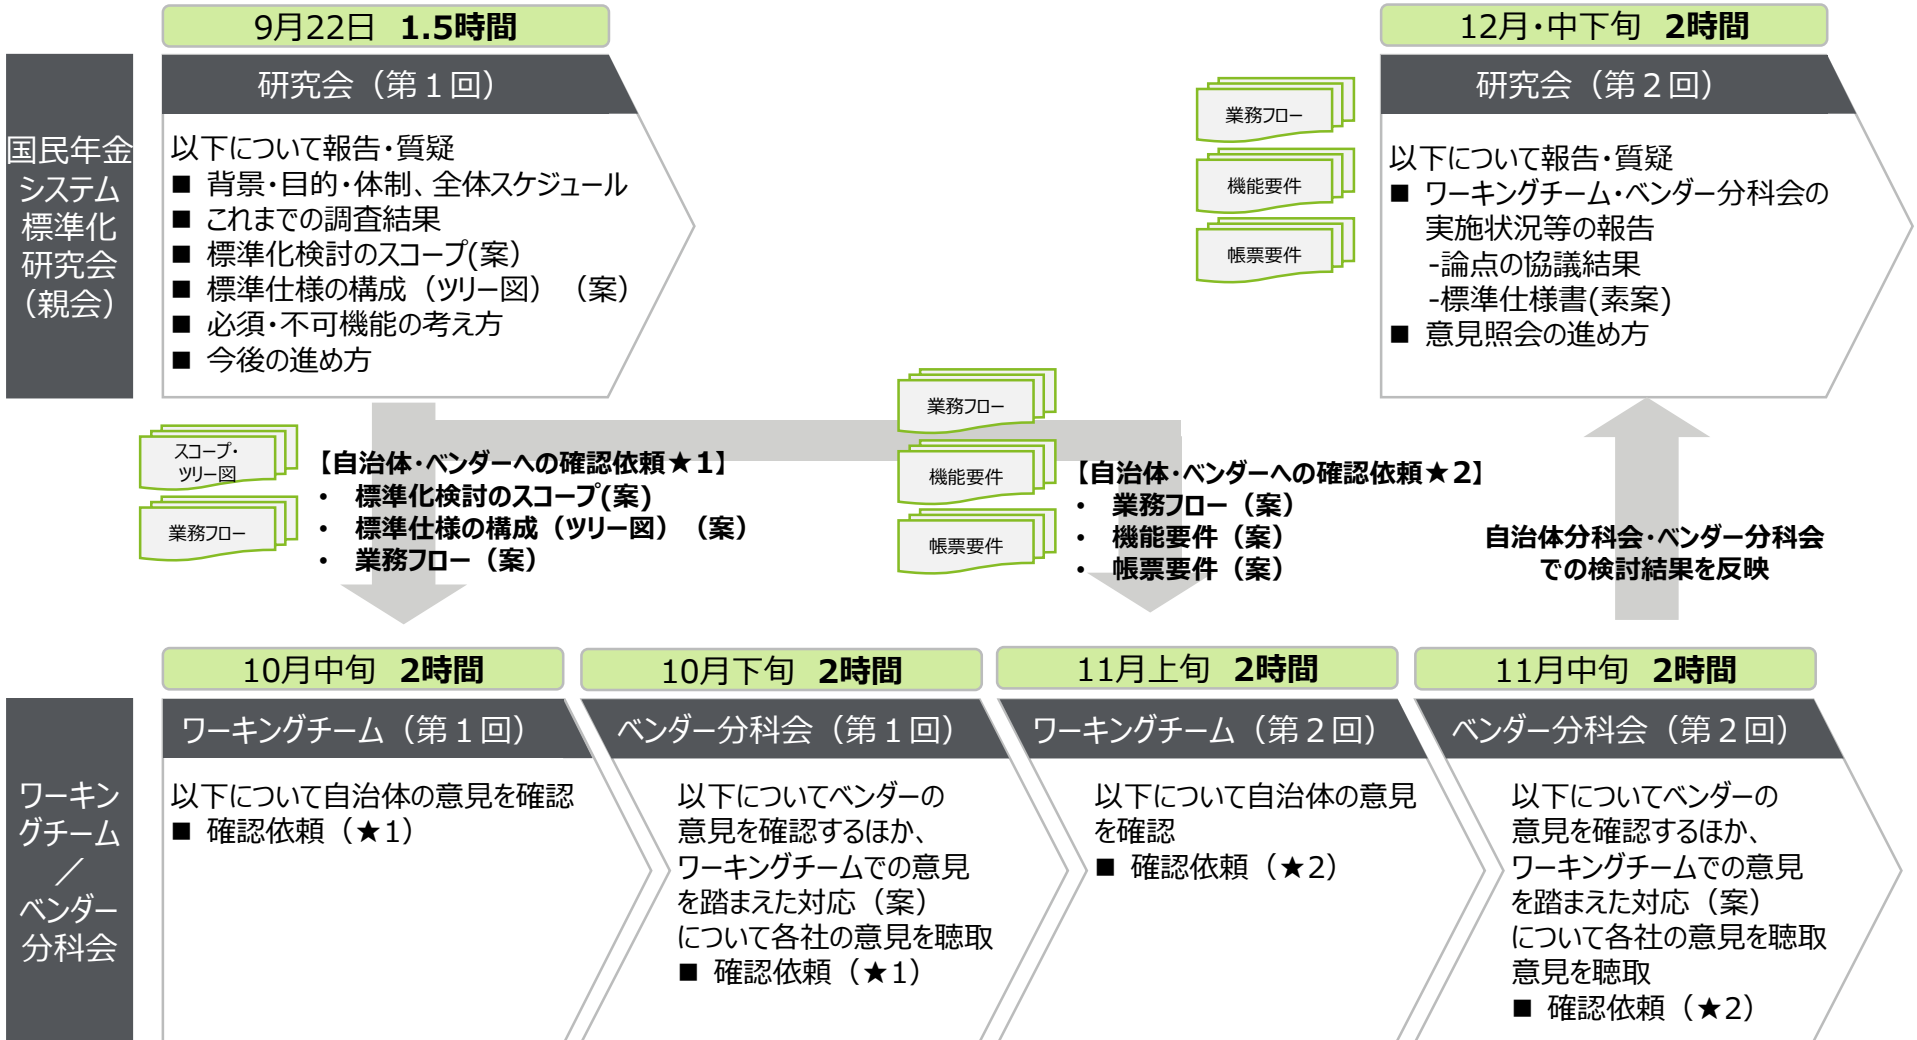 9月22日 1.5時間
12月・中下旬 2時間
国民年金
システム
標準化
研究会
（親会）
研究会（第１回）
以下について報告・質疑
■ 背景・目的・体制、全体スケジュール
■ これまでの調査結果
■ 標準化検討のスコープ(案)
■ 標準仕様の構成（ツリー図）（案）
■ 必須・不可機能の考え方
■ 今後の進め方
業務フロー
機能要件
帳票要件
研究会（第２回）
以下について報告・質疑
■ ワーキングチーム・ベンダー分科会の
実施状況等の報告
-論点の協議結果
-標準仕様書(素案)
■ 意見照会の進め方
スコープ・
ツリー図
業務フロー
【自治体・ベンダーへの確認依頼★1】
• 標準化検討のスコープ(案)
• 標準仕様の構成（ツリー図）（案）
• 業務フロー（案）
業務フロー
機能要件
帳票要件
【自治体・ベンダーへの確認依頼★2】
• 業務フロー（案）
• 機能要件（案）
• 帳票要件（案）
自治体分科会・ベンダー分科会
での検討結果を反映
10月中旬 2時間
10月下旬 2時間
11月上旬 2時間
11月中旬 2時間
ワーキン
グチーム
／
ベンダー
分科会
ワーキングチーム（第１回）
以下について自治体の意見を確認
■ 確認依頼（★1）
ベンダー分科会（第１回）
以下についてベンダーの
意見を確認するほか、
ワーキングチームでの意見
を踏まえた対応（案）
について各社の意見を聴取
■ 確認依頼（★1）
ワーキングチーム（第２回）
以下について自治体の意見
を確認
■ 確認依頼（★2）
ベンダー分科会（第２回）
以下についてベンダーの
意見を確認するほか、
ワーキングチームでの意見
を踏まえた対応（案）
について各社の意見を聴取
意見を聴取
■ 確認依頼（★2）